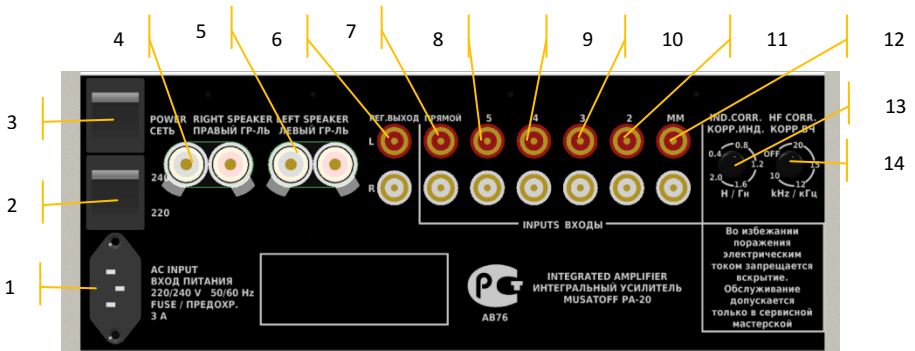 4 5 6 7 8 9 10 11 12
3
13
2
14
1
POWER RIGHT SPEAKER LEFT SPEAKER РЕГ.ВЫХОД ПРЯМОЙ 5 4 3 2 MM IND.CORR. HF CORR.
СЕТЬ ПРАВЫЙ ГР-ЛЬ ЛЕВЫЙ ГР-ЛЬ КОРР.ИНД. КОРР.ВЧ
L
0.8 20
0.4 OFF
1.2 15
240
2.0 10
R
1.6 12
220
Н / Гн kHz / кГц
INPUTS ВХОДЫ
Во избежании
поражения
электрическим
током запрещается
вскрытие.
Обслуживание
допускается
только в сервисной
мастерской
AC INPUT
ВХОД ПИТАНИЯ
220/240 V 50/60 Hz
FUSE / ПРЕДОХР.
3 A
РСТ
АВ76
INTEGRATED AMPLIFIER
ИНТЕГРАЛЬНЫЙ УСИЛИТЕЛЬ
MUSATOFF PA-20